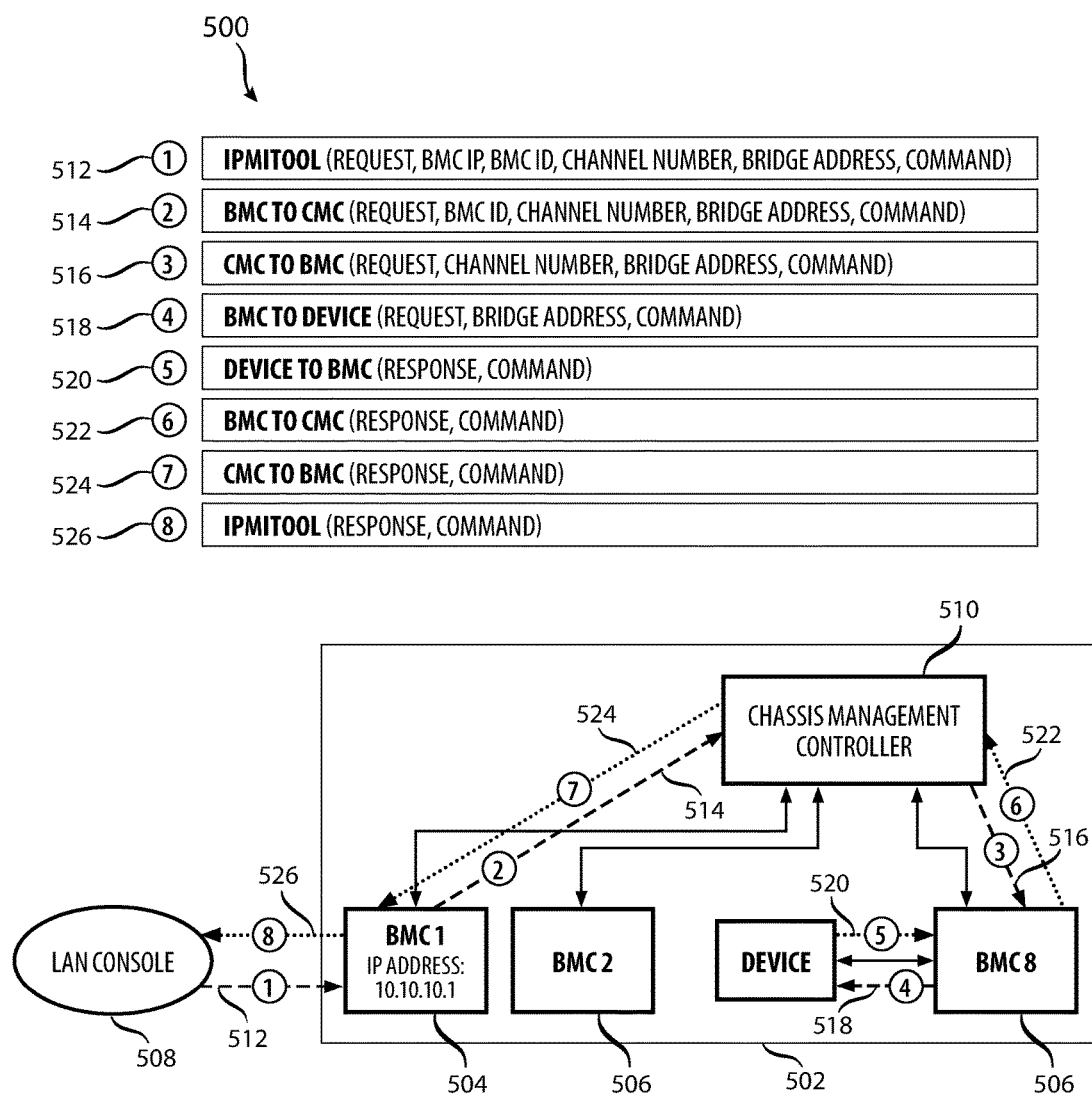 500
512 1 IPMITOOL (REQUEST, BMC IP, BMC ID, CHANNEL NUMBER, BRIDGE ADDRESS, COMMAND)
514 2 BMC TO CMC (REQUEST, BMC ID, CHANNEL NUMBER, BRIDGE ADDRESS, COMMAND)
516 3 CMC TO BMC (REQUEST, CHANNEL NUMBER, BRIDGE ADDRESS, COMMAND)
518 4 BMC TO DEVICE (REQUEST, BRIDGE ADDRESS, COMMAND)
520 5 DEVICE TO BMC (RESPONSE, COMMAND)
522 6 BMC TO CMC (RESPONSE, COMMAND)
524 7 CMC TO BMC (RESPONSE, COMMAND)
526 8 IPMITOOL (RESPONSE, COMMAND)
510
524
CHASSIS MANAGEMENT
CONTROLLER
522
7
514
6
2
3
516
526
520
8
BMC 1
5
LAN CONSOLE
IP ADDRESS:
BMC 2
DEVICE
BMC 8
1
10.10.10.1
4
512
518
508
504
506
502
506